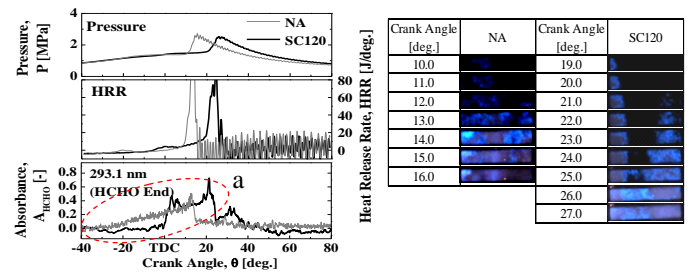 Pressure
NA
SC120
Pressure, P [MPa]
4
3
2
1
0
HRR
80
60
40
20
0
Heat Release Rate, HRR [J/deg.]
293.1 nm
(HCHO End)
a
Absorbance, A_HCHO [-]
0.8
0.6
0.4
0.2
0.0
-40 -20 TDC 20 40 60 80
Crank Angle, θ [deg.]
Crank Angle [deg.] NA Crank Angle [deg.] SC120
10.0 19.0
11.0 20.0
12.0 21.0
13.0 22.0
14.0 23.0
15.0 24.0
16.0 25.0
26.0
27.0